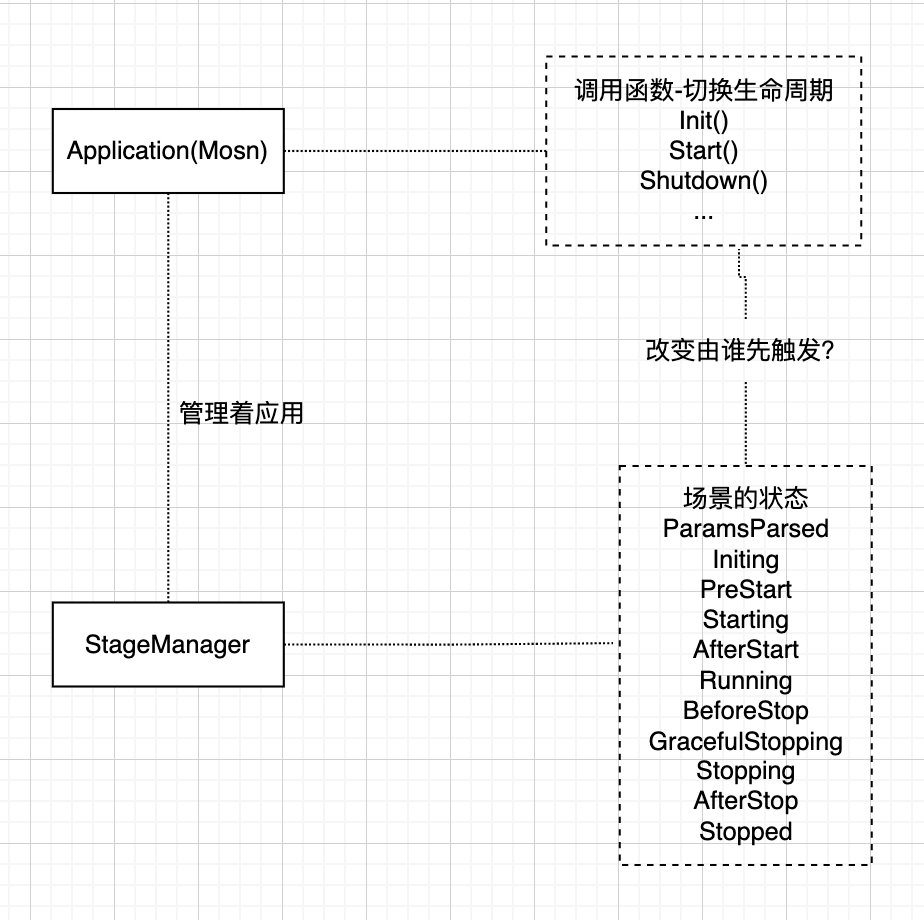 Application(Mosn)
调用函数-切换生命周期
Init()
Start()
Shutdown()
...
改变由谁先触发?
管理着应用
StageManager
场景的状态
ParamsParsed
Initing
PreStart
Starting
AfterStart
Running
BeforeStop
GracefulStopping
Stopping
AfterStop
Stopped